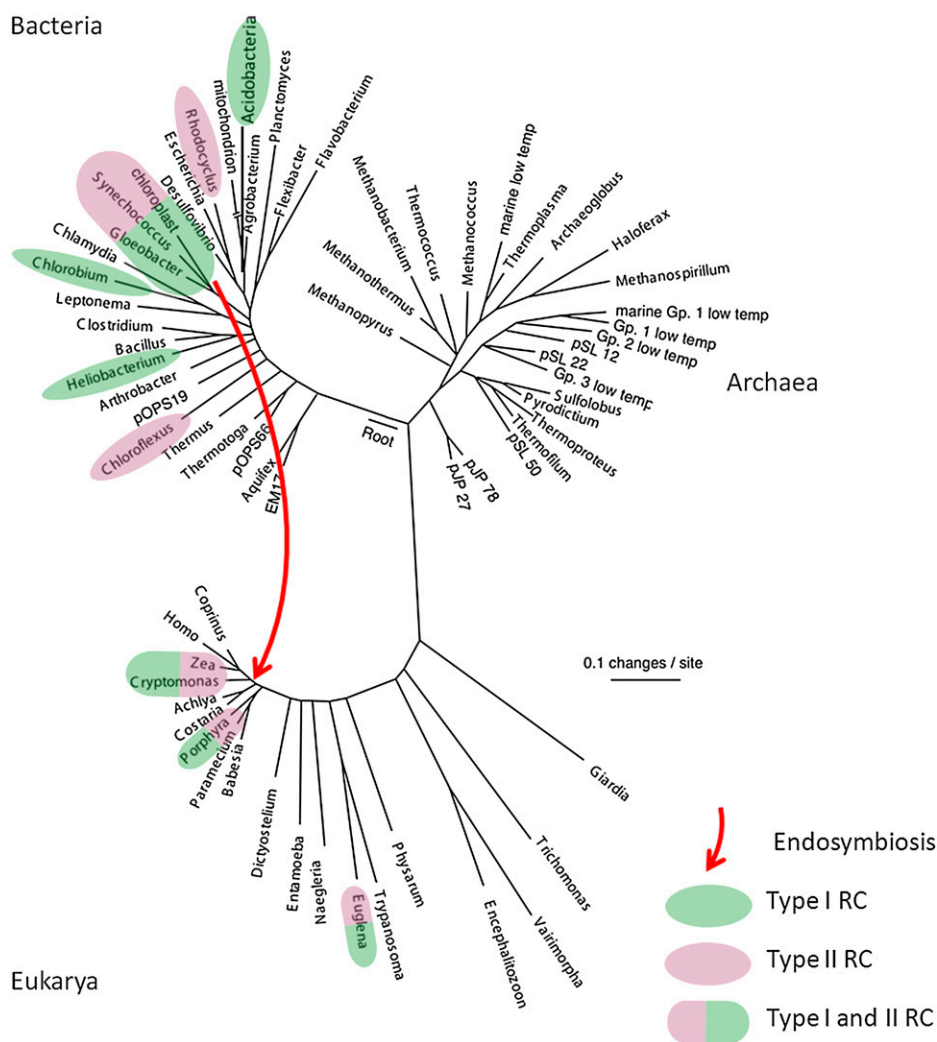 Bacteria
Acidobacteria
Planctomyces
mitochondrion
Rhodocyclus
Escherichia
Agrobacterium
Flexibacter
Flavobacterium
Desulfovibrio
chloroplast
Synechococcus
Gloeobacter
Chlamydia
Chlorobium
Leptonema
Clostridium
Bacillus
Heliobacterium
Arthrobacter
pOPS19
Chloroflexus
Thermus
Thermotoga
pOPS66
Aquifex
EM17
Root
Methanopyrus
Methanothermus
Methanobacterium
Thermococcus
Methanococcus
marine low temp
Thermoplasma
Archaeoglobus
Haloferax
Methanospirillum
marine Gp. 1 low temp
Gp. 1 low temp
Gp. 2 low temp
pSL 12
pSL 22
Gp. 3 low temp
Sulfolobus
Pyrodictium
Thermoproteus
Thermofilum
pSL 50
pJP 78
pJP 27
Archaea
Coprinus
Homo
Zea
Cryptomonas
Achlya
Costaria
Porphyra
Paramecium
Babesia
Dictyostelium
Entamoeba
Naegleria
Euglena
Trypanosoma
Physarum
Encephalitozoon
Vairimorpha
Trichomonas
Giardia
0.1 changes / site
Eukarya
Endosymbiosis
Type I RC
Type II RC
Type I and II RC